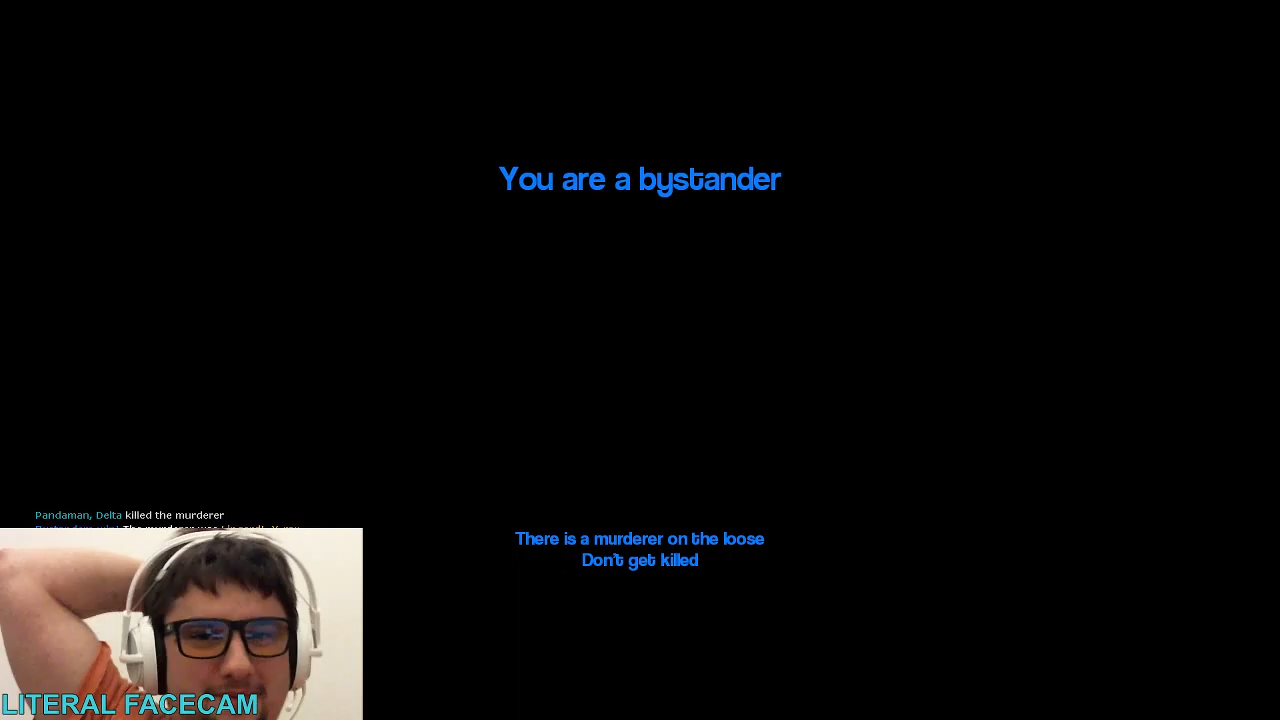 You are a bystander
Pandaman, Delta killed the murderer
There is a murderer on the loose
Don't get killed
LITERAL FACECAM